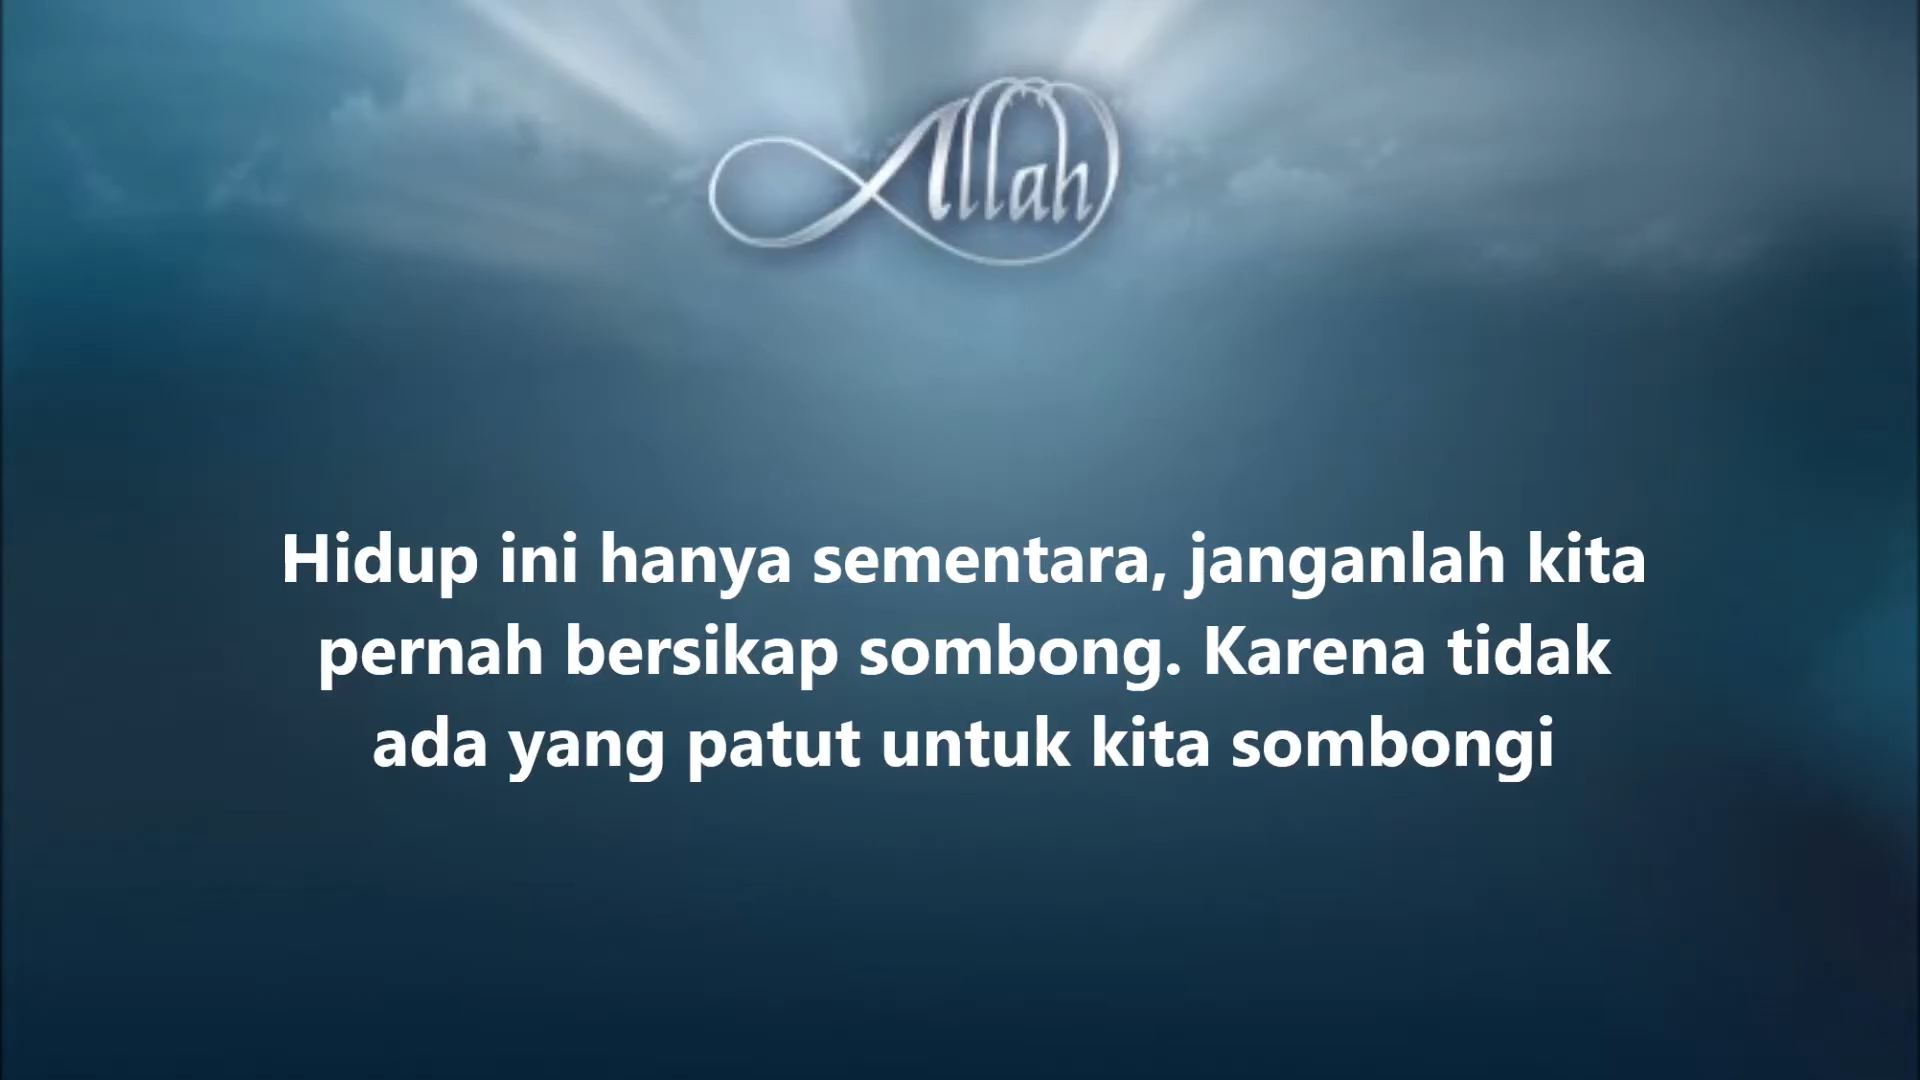 Allah
Hidup ini hanya sementara, janganlah kita
pernah bersikap sombong. Karena tidak
ada yang patut untuk kita sombongi